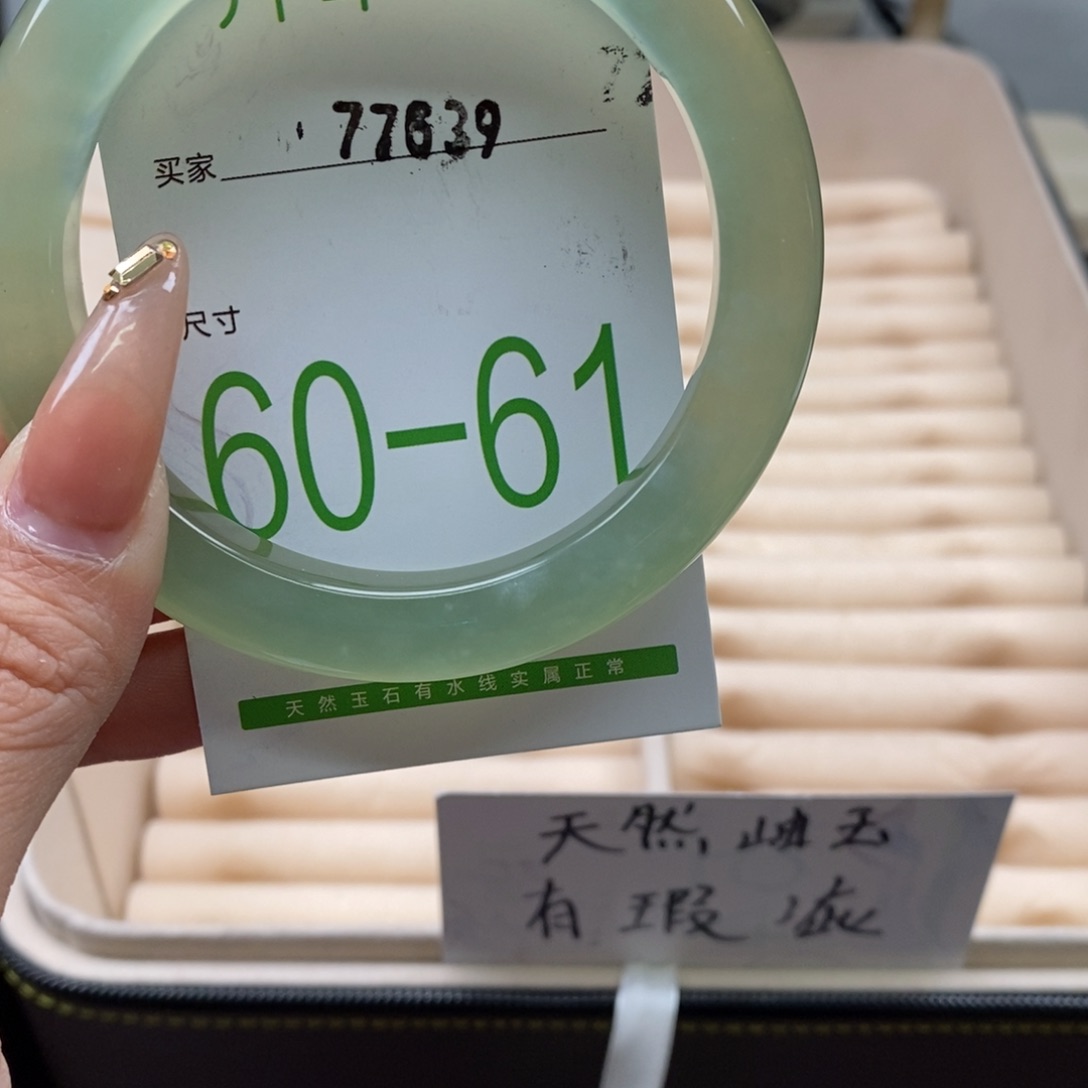 买家 77639
尺寸
60-61
天然玉石有水线实属正常
天然岫玉
有瑕疵